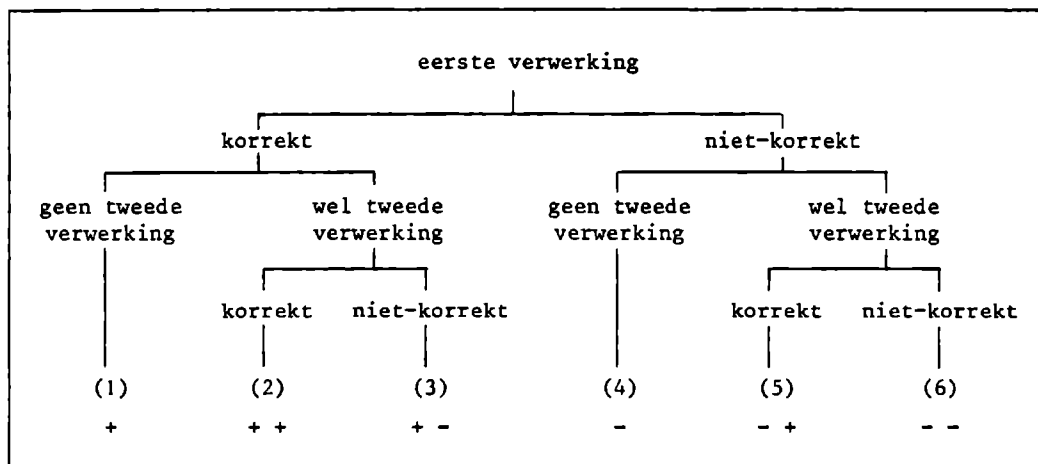 eerste verwerking
korrekt niet-korrekt
geen tweede wel tweede geen tweede wel tweede
verwerking verwerking verwerking verwerking
korrekt niet-korrekt korrekt niet-korrekt
(1) (2) (3) (4) (5) (6)
+ + + + - - - + - -